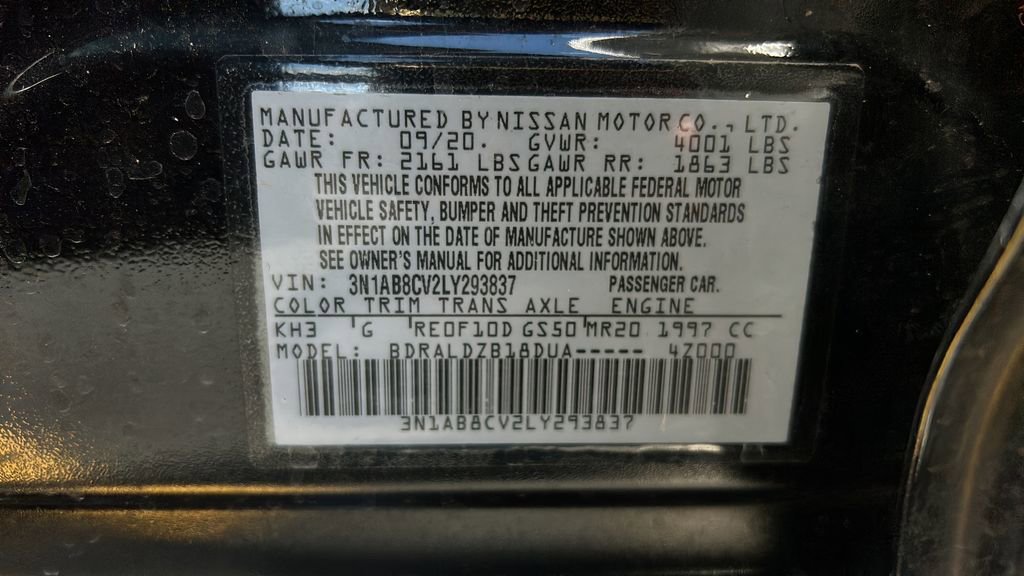 MANUFACTURED BY NISSAN MOTOR CO., LTD.
DATE: 09/20. GVWR: 4001 LBS
GAWR FR: 2161 LBS GAWR RR: 1863 LBS
THIS VEHICLE CONFORMS TO ALL APPLICABLE FEDERAL MOTOR
VEHICLE SAFETY, BUMPER AND THEFT PREVENTION STANDARDS
IN EFFECT ON THE DATE OF MANUFACTURE SHOWN ABOVE.
SEE OWNER'S MANUAL FOR ADDITIONAL INFORMATION.
VIN: 3N1AB8CV2LY293837 PASSENGER CAR.
COLOR TRIM TRANS AXLE ENGINE
KH3 G RE0F10D GS50 MR20 1997 CC
MODEL: BDRALDZB18DUA----- 4Z000
3N1AB8CV2LY293837